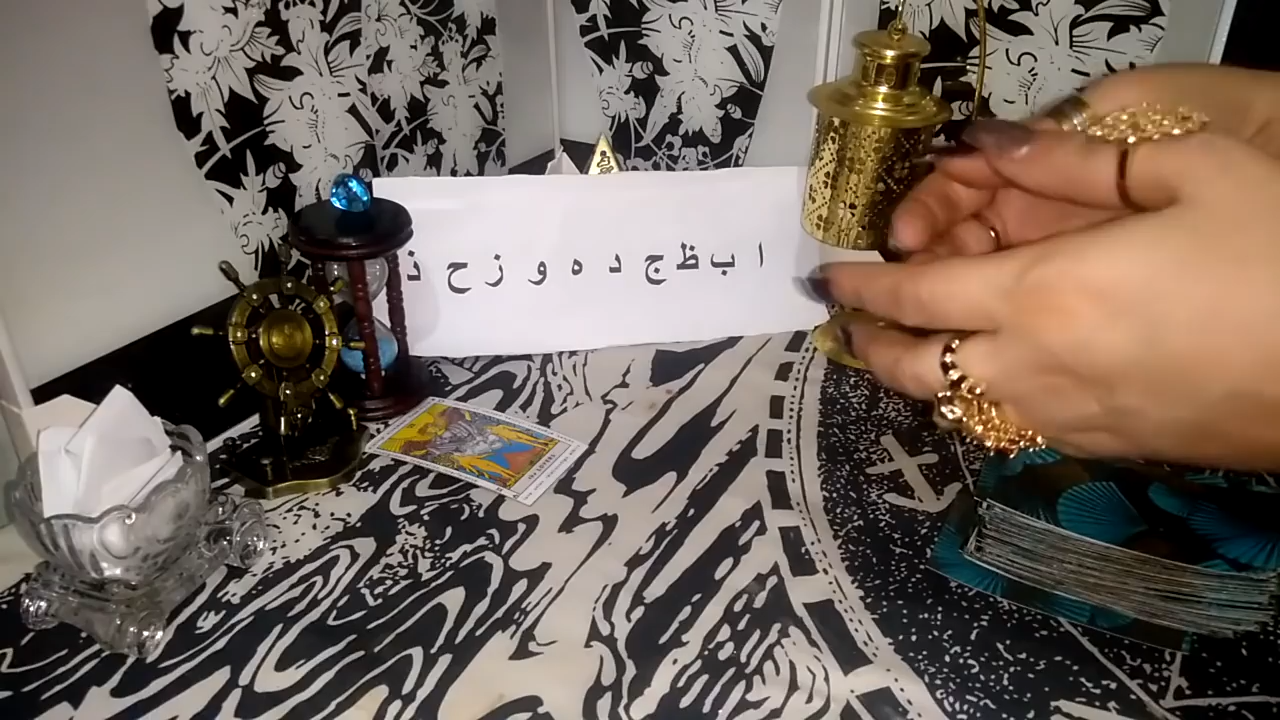 ا ب ظ ج د ه و ز ح ذ